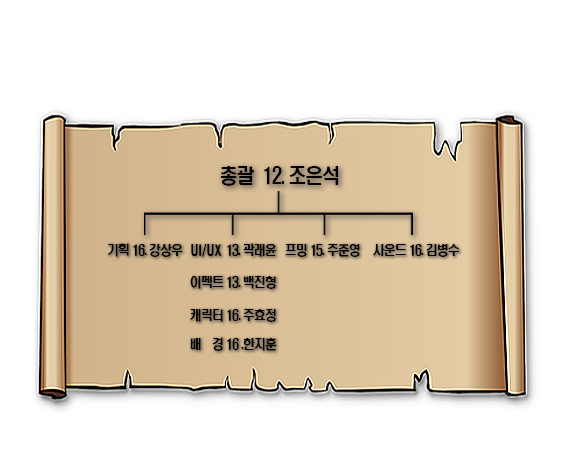 총괄 12. 조은석
기획 16. 강상우 UI/UX 13. 곽래윤 프밍 15. 주준영 사운드 16. 김병수
이펙트 13. 백진형
캐릭터 16. 주효정
배 경 16 .한지훈